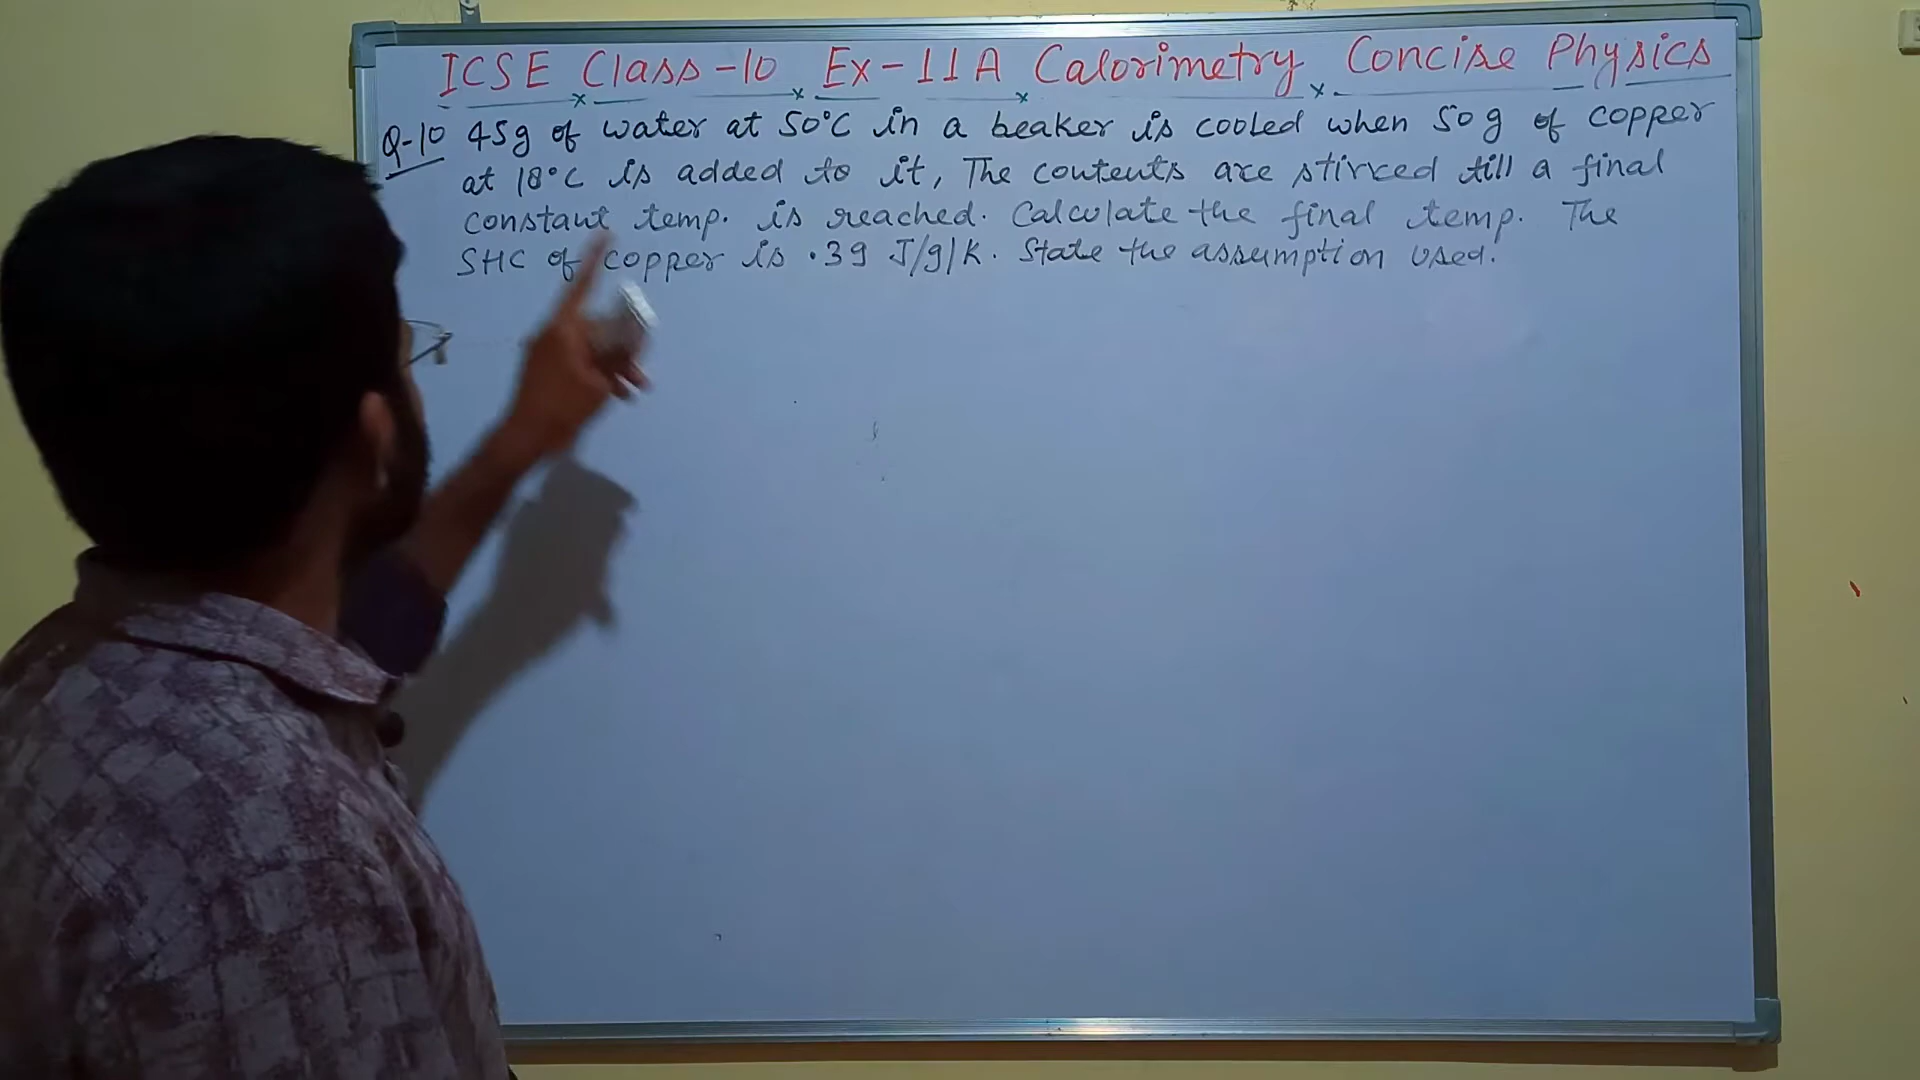 ICSE Class-10 Ex-11A Calorimetry Concise Physics
Q-10 45g of water at 50°C in a beaker is cooled when 50g of copper
at 18°C is added to it, The contents are stirred till a final
constant temp. is reached. Calculate the final temp. The
SHC of copper is .39 J/g/K. State the assumption used.